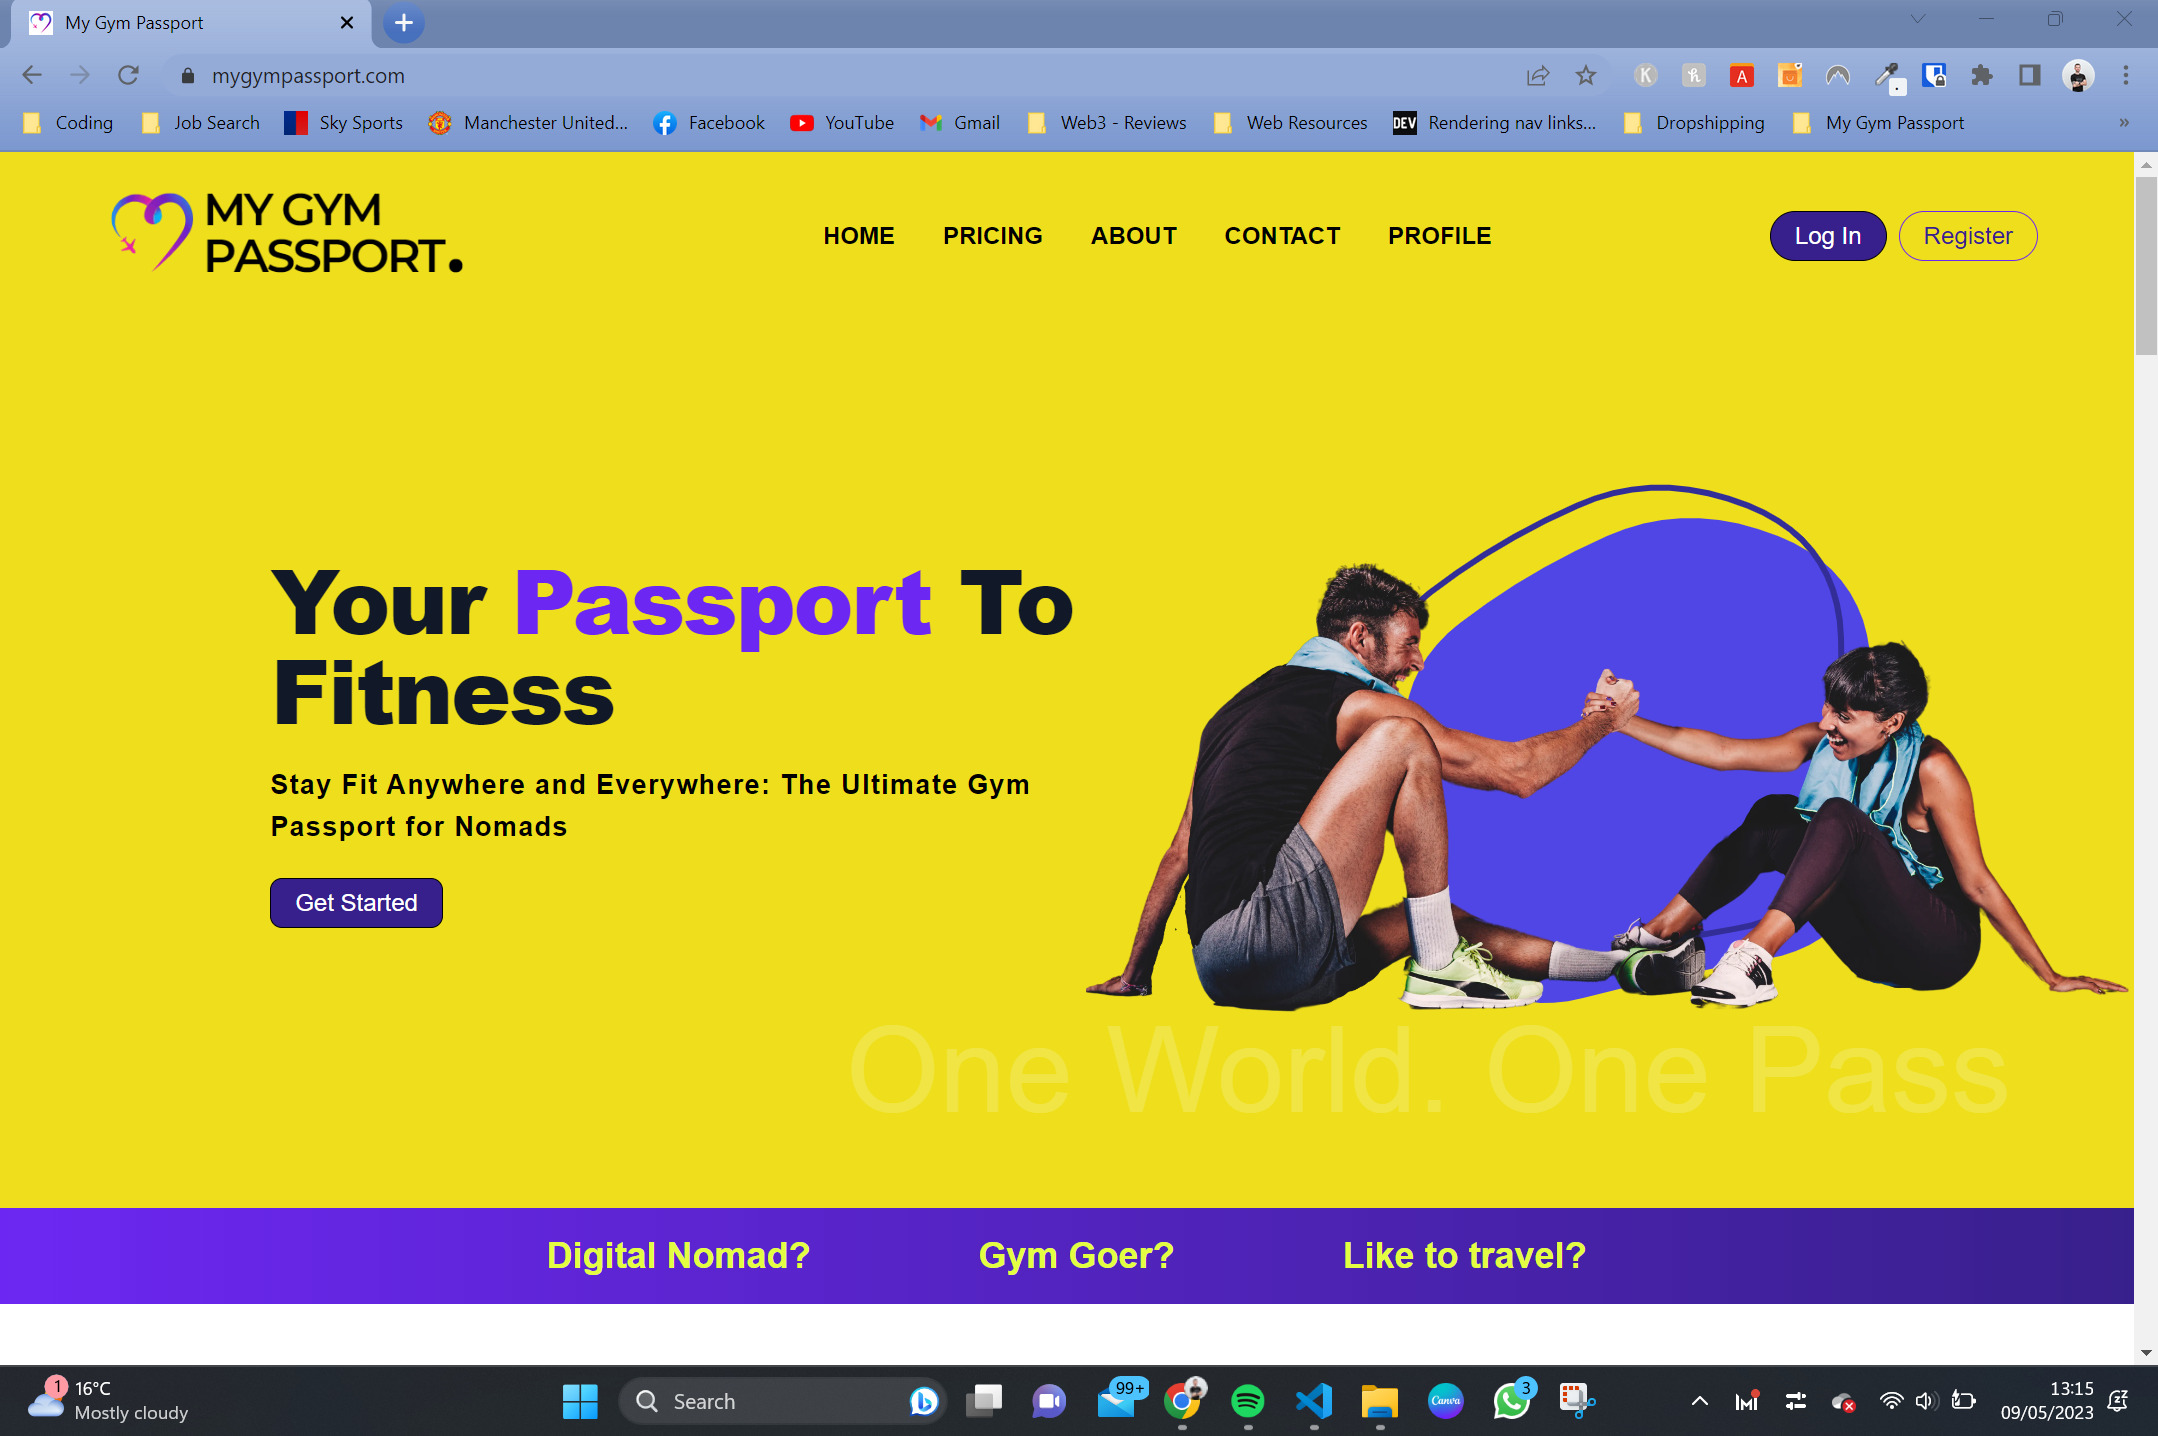 My Gym Passport
mygympassport.com
K
A
Coding
Job Search
Sky Sports
Manchester United...
Facebook
YouTube
Gmail
Web3 - Reviews
Web Resources
DEV
Rendering nav links...
Dropshipping
My Gym Passport
»
MY GYM
PASSPORT.
HOME
PRICING
ABOUT
CONTACT
PROFILE
Log In
Register
Your Passport To
Fitness
Stay Fit Anywhere and Everywhere: The Ultimate Gym
Passport for Nomads
Get Started
One World. One Pass
Digital Nomad?
Gym Goer?
Like to travel?
1
16°C
Mostly cloudy
Search
99+
Canva
3
13:15
09/05/2023